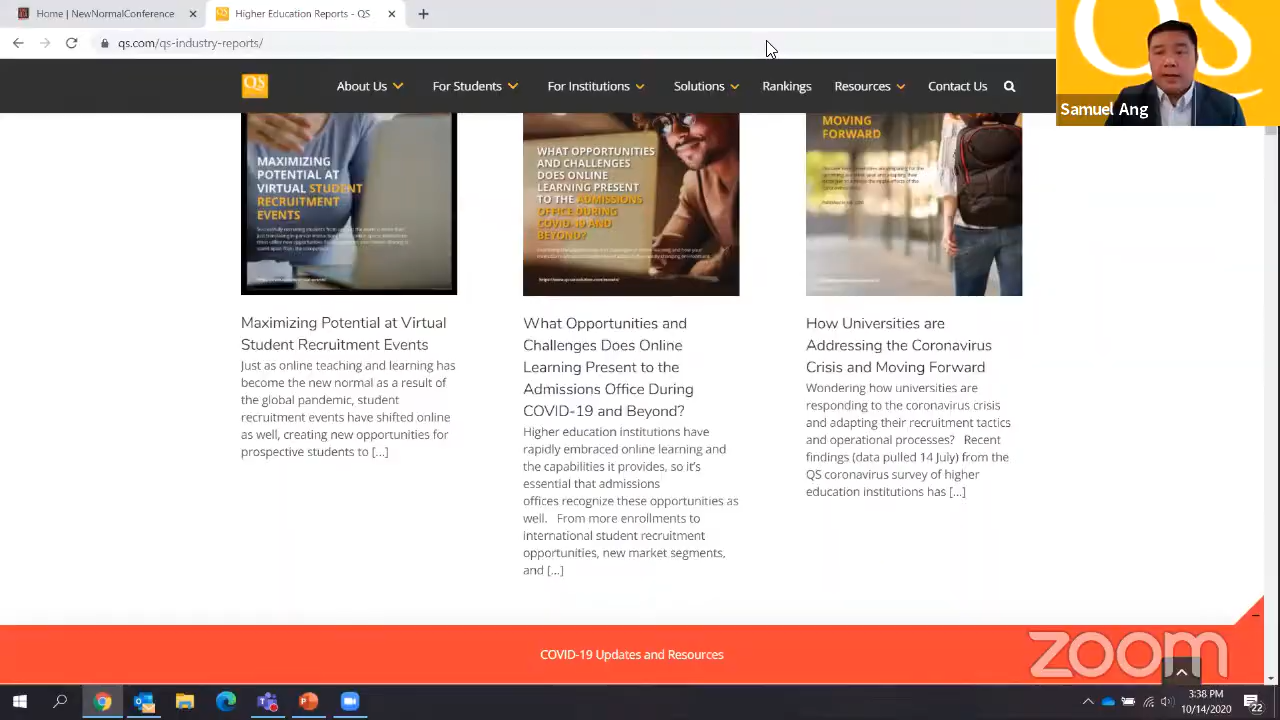 Home | NewNormalConference
Higher Education Reports - QS
qs.com/qs-industry-reports/
QS
About Us
For Students
For Institutions
Solutions
Rankings
Resources
Contact Us
QS
Samuel Ang
MAXIMIZING
POTENTIAL AT
VIRTUAL STUDENT
RECRUITMENT
EVENTS
WHAT OPPORTUNITIES
AND CHALLENGES
DOES ONLINE
LEARNING PRESENT
TO THE ADMISSIONS
OFFICE DURING
COVID-19 AND
BEYOND?
MOVING
FORWARD
Maximizing Potential at Virtual
Student Recruitment Events
Just as online teaching and learning has
become the new normal as a result of
the global pandemic, student
recruitment events have shifted online
as well, creating new opportunities for
prospective students to [...]
What Opportunities and
Challenges Does Online
Learning Present to the
Admissions Office During
COVID-19 and Beyond?
Higher education institutions have
rapidly embraced online learning and
the capabilities it provides, so it's
essential that admissions
offices recognize these opportunities as
well. From more enrollments to
international student recruitment
opportunities, new market segments,
and [...]
How Universities are
Addressing the Coronavirus
Crisis and Moving Forward
Wondering how universities are
responding to the coronavirus crisis
and adapting their recruitment tactics
and operational processes? Recent
findings (data pulled 14 July) from the
QS coronavirus survey of higher
education institutions has [...]
COVID-19 Updates and Resources
zoom
3:38 PM
10/14/2020
22